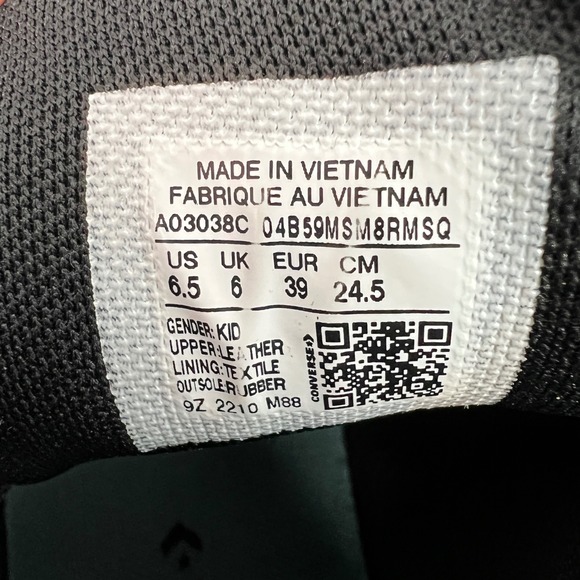 MADE IN VIETNAM
FABRIQUE AU VIETNAM
A03038C 04B59MSM8RMSQ
US UK EUR CM
6.5 6 39 24.5
GENDER: KID
UPPER:LEATHER
LINING:TEXTILE
OUTSOLE:RUBBER
9Z 2210 M88
CONVERSE